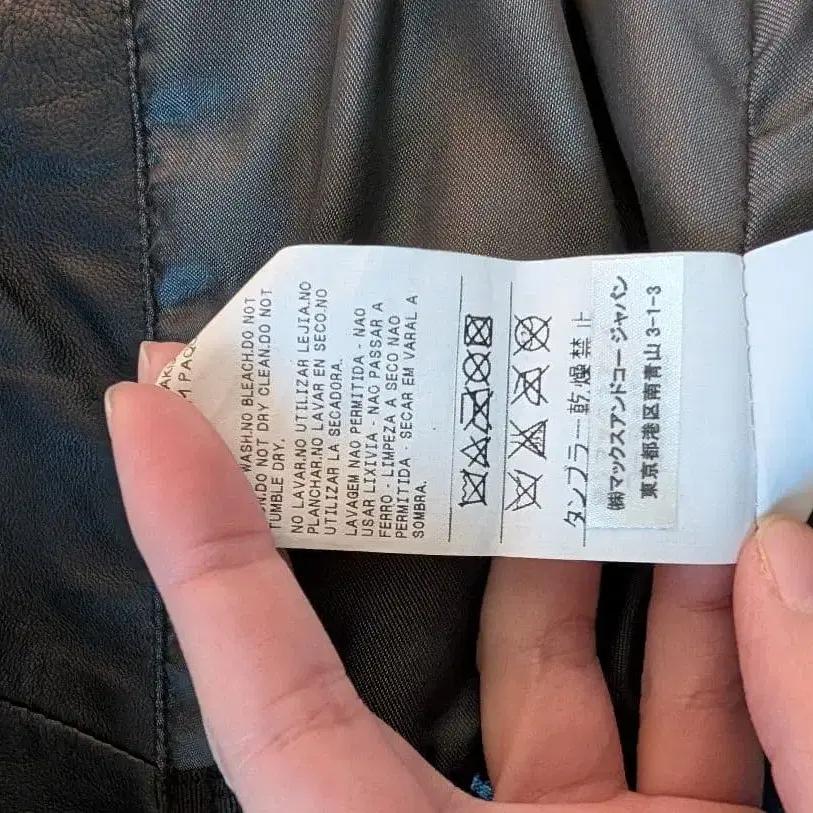 M PAQ
WASH.NO BLEACH.DO NOT
N.DO NOT DRY CLEAN.DO NOT
TUMBLE DRY.
NO LAVAR.NO UTILIZAR LEJIA.NO
PLANCHAR.NO LAVAR EN SECO.NO
UTILIZAR LA SECADORA.
LAVAGEM NAO PERMITIDA - NAO
USAR LIXIVIA - NAO PASSAR A
FERRO - LIMPEZA A SECO NAO
PERMITIDA - SECAR EM VARAL A
SOMBRA.
タンブラー乾燥禁止
㈱マックスアンドコー ジャパン
東京都港区南青山 3-1-3